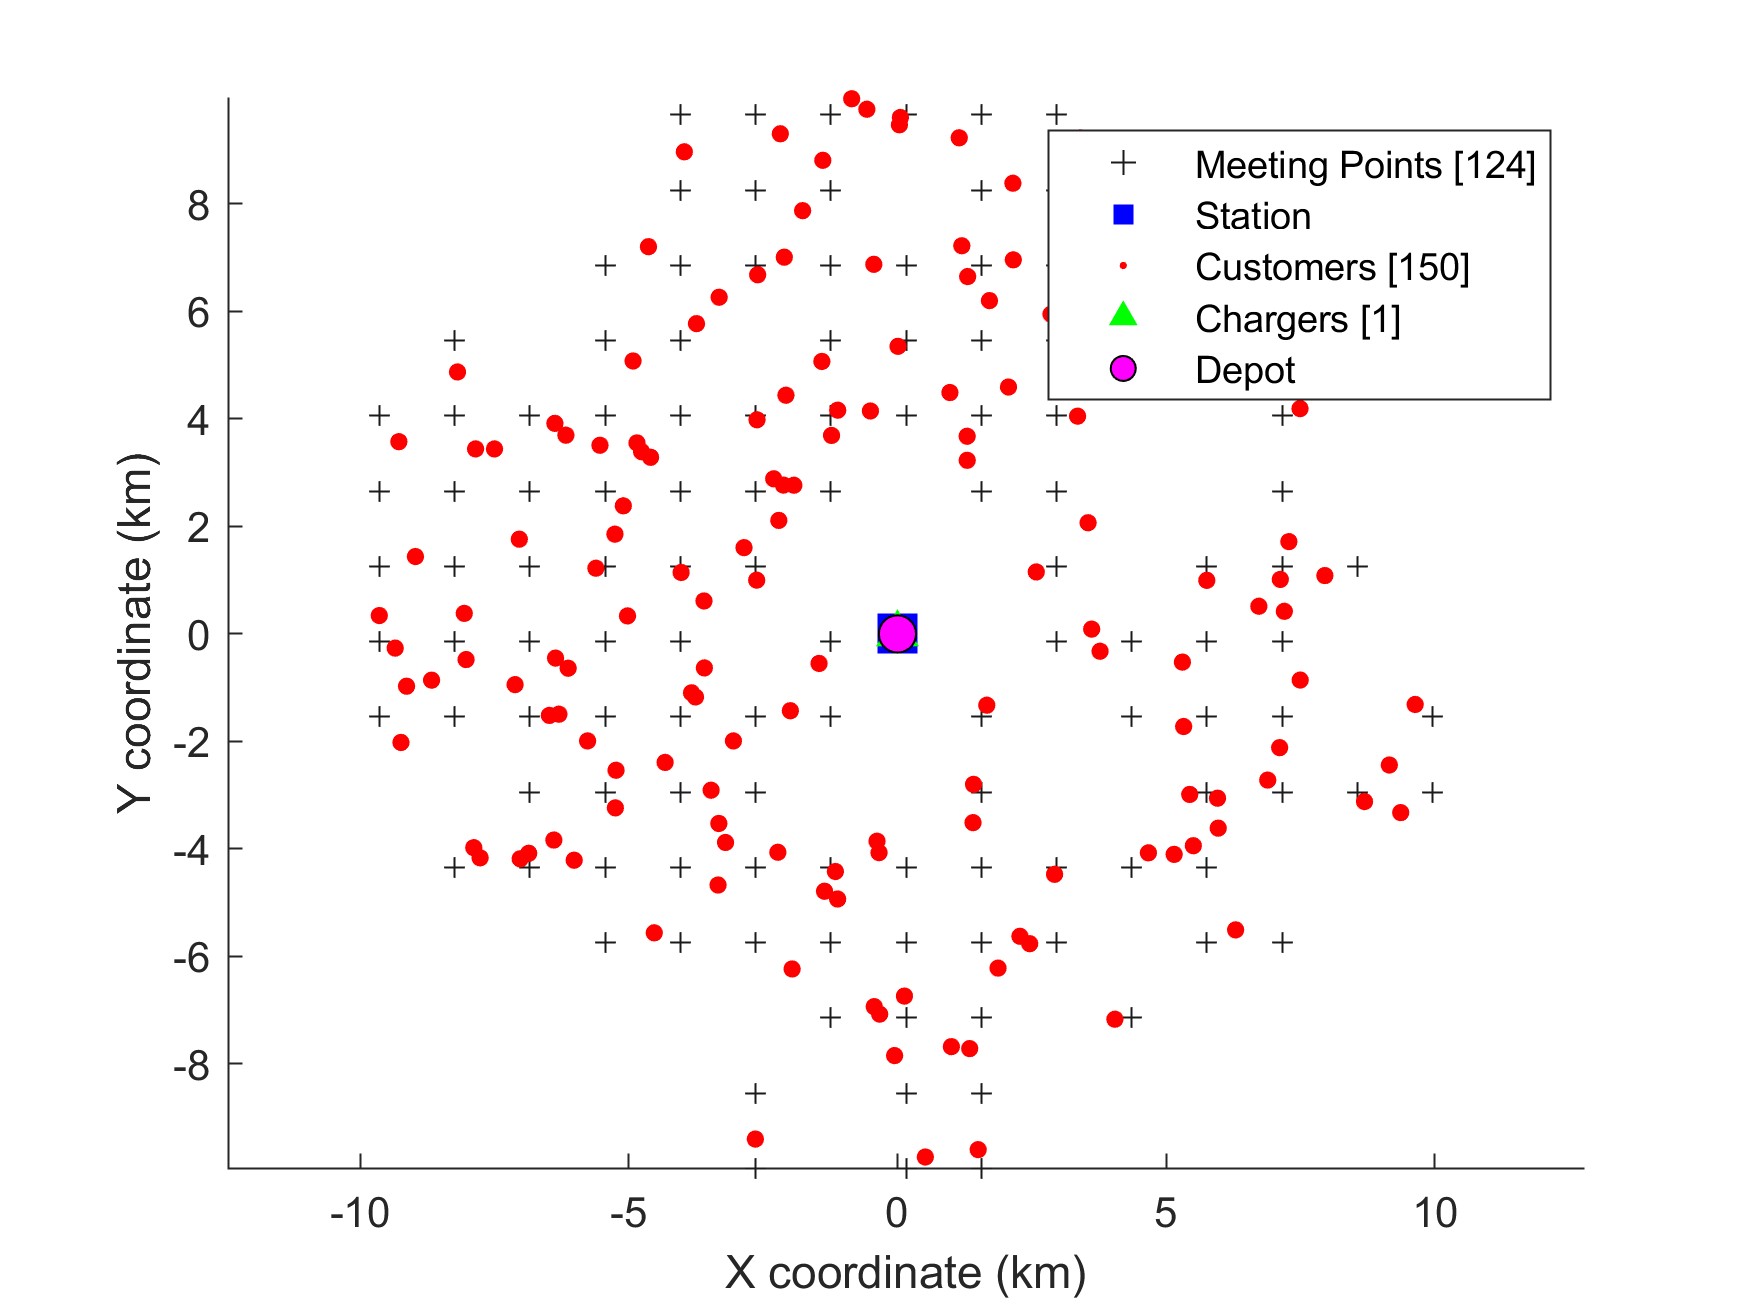 8
6
4
2
0
-2
-4
-6
-8
Y coordinate (km)
Meeting Points [124]
Station
Customers [150]
Chargers [1]
Depot
-10 -5 0 5 10
X coordinate (km)